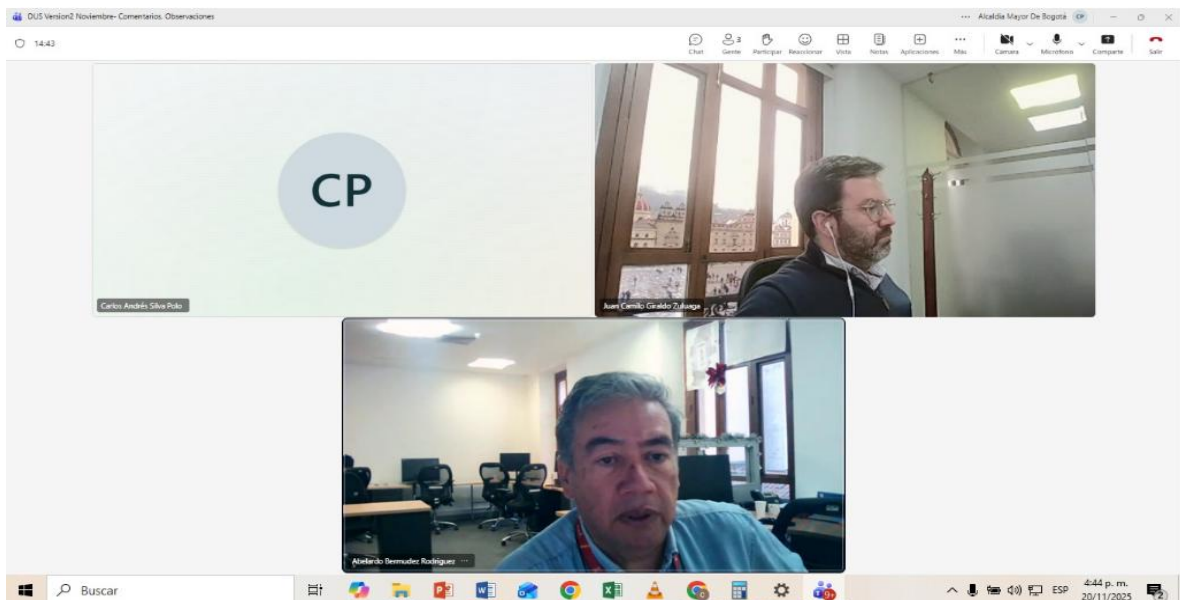 DUS Version2 Noviembre- Comentarios. Observaciones
Alcaldía Mayor De Bogotá CP
14:43
Chat
Gente 3
Participar
Reaccionar
Vista
Notas
Aplicaciones
Más
Cámara
Micrófono
Compartir
Salir
CP
Carlos Andrés Silva Polo
Juan Camilo Giraldo Zuluaga
Abelardo Bermudez Rodriguez
Buscar
ESP
4:44 p. m.
20/11/2025